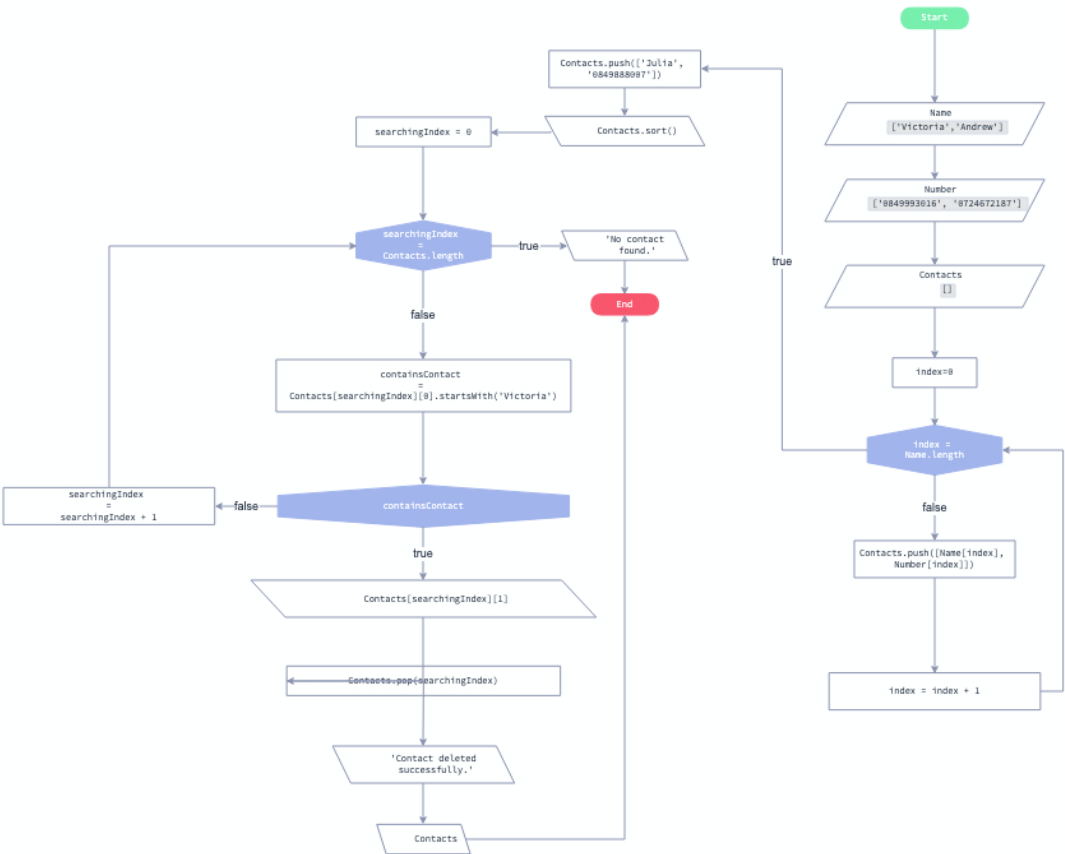 Start
Name
['Victoria','Andrew']
Number
['0849993016', '0724672187']
Contacts
[]
index=0
index =
Name.length
false
Contacts.push([Name[index],
Number[index]])
index = index + 1
true
Contacts.push(['Julia',
'0849888007'])
Contacts.sort()
searchingIndex = 0
searchingIndex
=
Contacts.length
true
'No contact
found.'
End
false
containsContact
=
Contacts[searchingIndex][0].startsWith('Victoria')
containsContact
false
searchingIndex
=
searchingIndex + 1
true
Contacts[searchingIndex][1]
Contacts.pop(searchingIndex)
'Contact deleted
successfully.'
Contacts